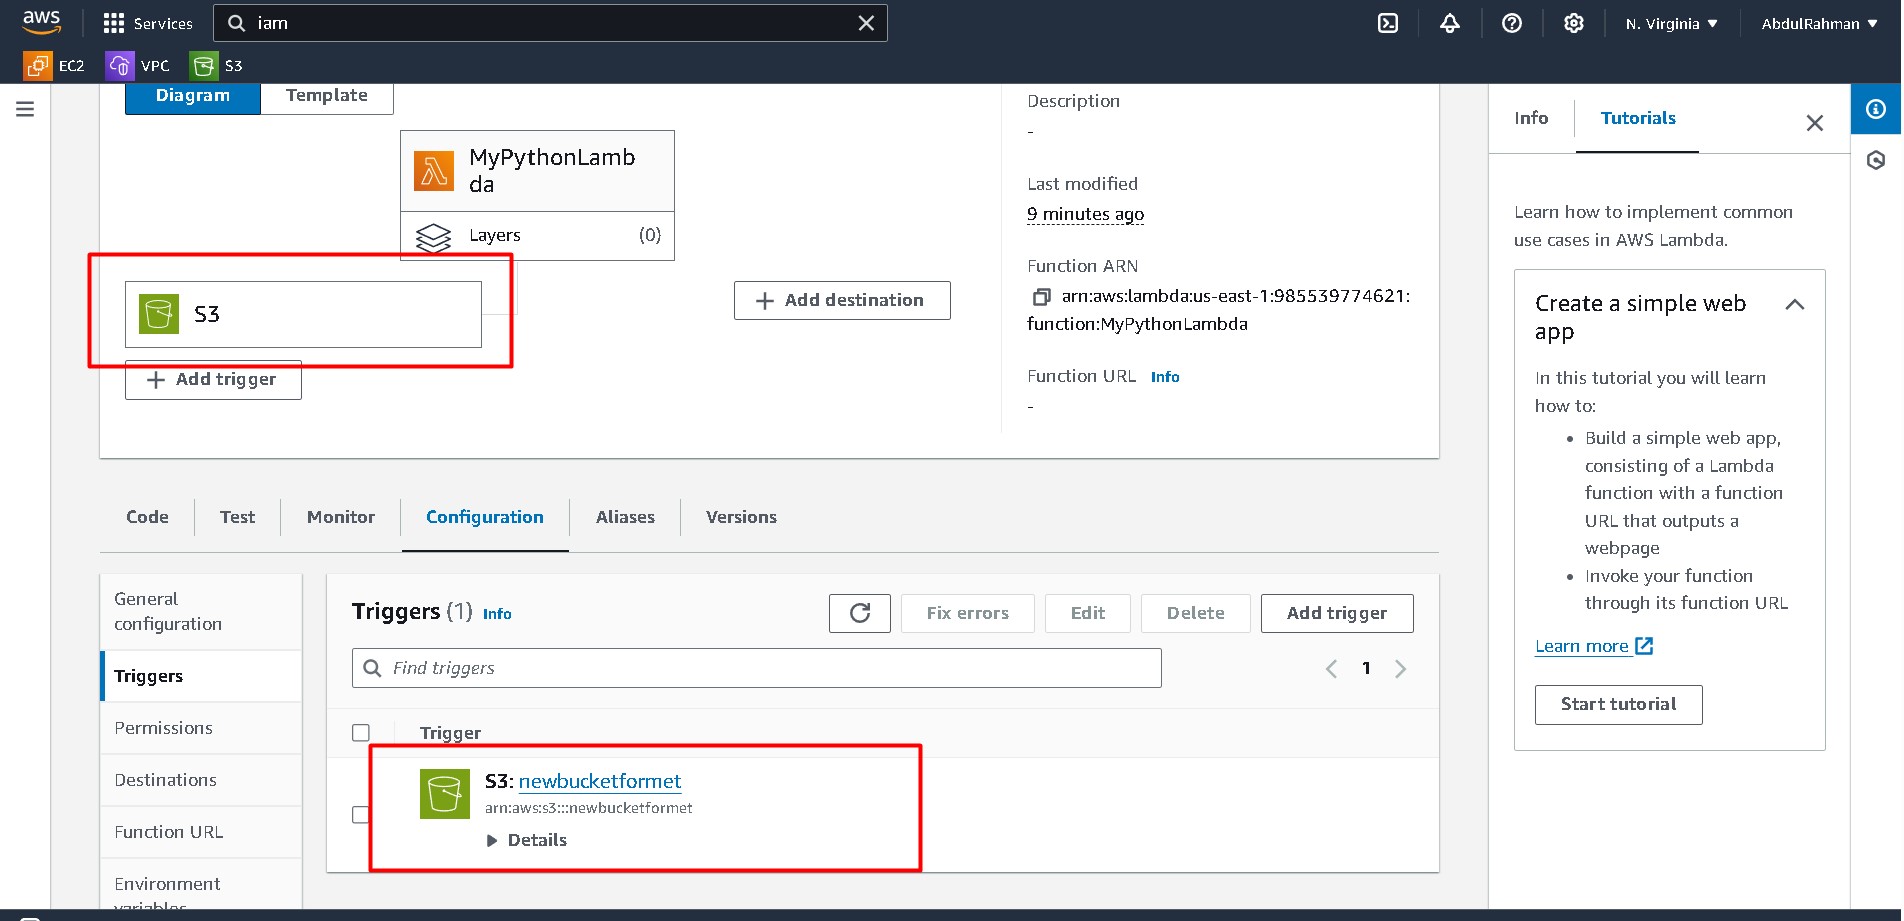 aws
Services
iam
N. Virginia
AbdulRahman
EC2
VPC
S3
Diagram
Template
MyPythonLamb
da
Layers
(0)
S3
+ Add trigger
+ Add destination
Description
-
Last modified
9 minutes ago
Function ARN
arn:aws:lambda:us-east-1:985539774621:
function:MyPythonLambda
Function URL Info
-
Code
Test
Monitor
Configuration
Aliases
Versions
General
configuration
Triggers
Permissions
Destinations
Function URL
Environment
variables
Triggers (1) Info
Fix errors
Edit
Delete
Add trigger
Find triggers
1
Trigger
S3: newbucketformet
arn:aws:s3:::newbucketformet
Details
Info
Tutorials
Learn how to implement common
use cases in AWS Lambda.
Create a simple web
app
In this tutorial you will learn
how to:
• Build a simple web app,
consisting of a Lambda
function with a function
URL that outputs a
webpage
• Invoke your function
through its function URL
Learn more
Start tutorial